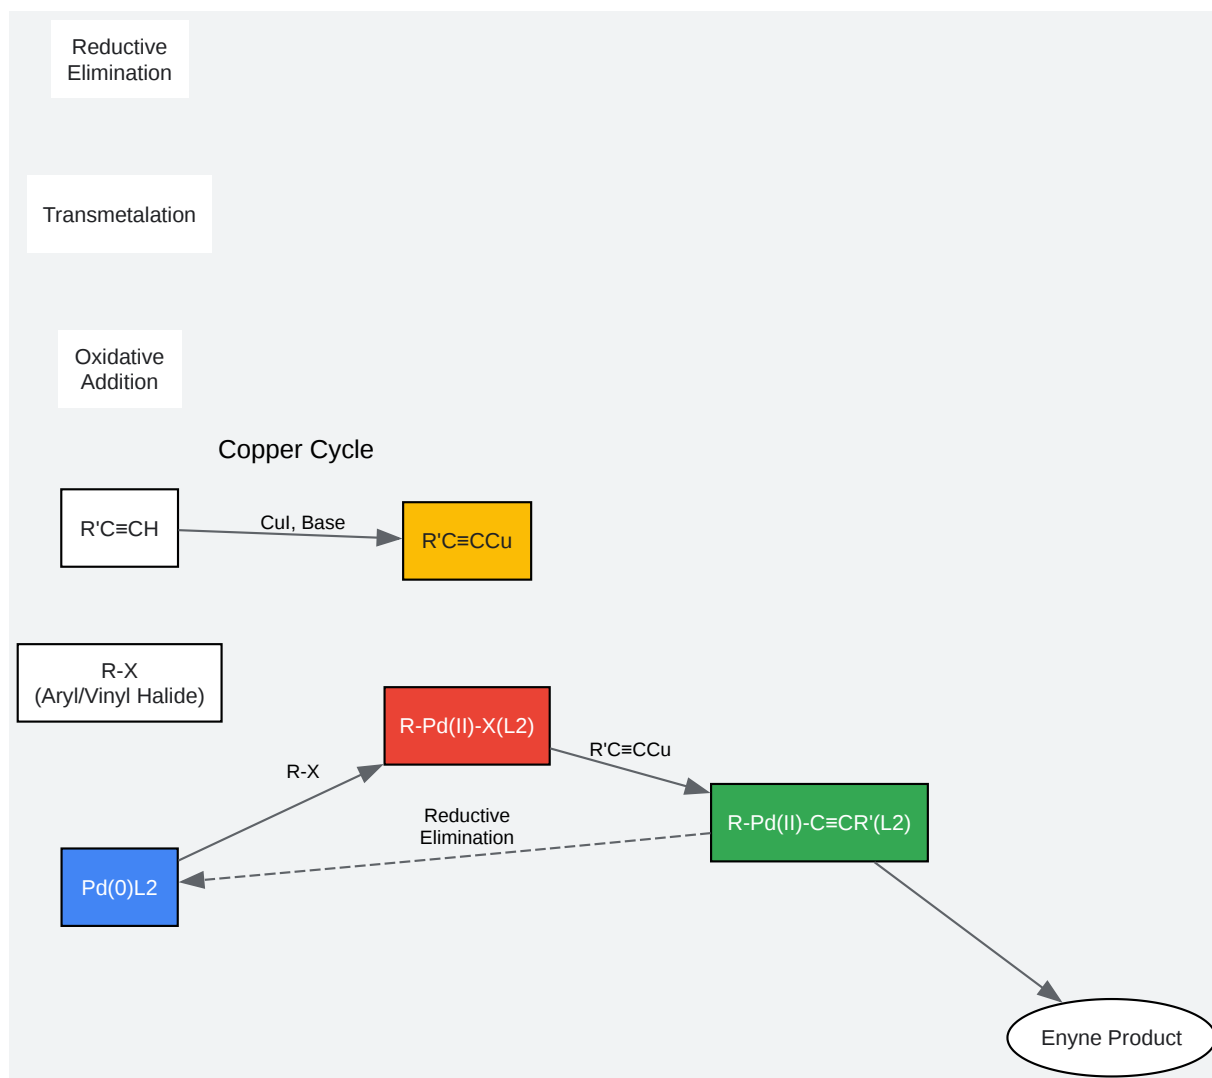 Reductive
Elimination
Transmetalation
Oxidative
Addition
Copper Cycle
R'C≡CH
CuI, Base
R'C≡CCu
R-X
(Aryl/Vinyl Halide)
R-Pd(II)-X(L2)
R'C≡CCu
R-X
Reductive
Elimination
R-Pd(II)-C≡CR'(L2)
Pd(0)L2
Enyne Product